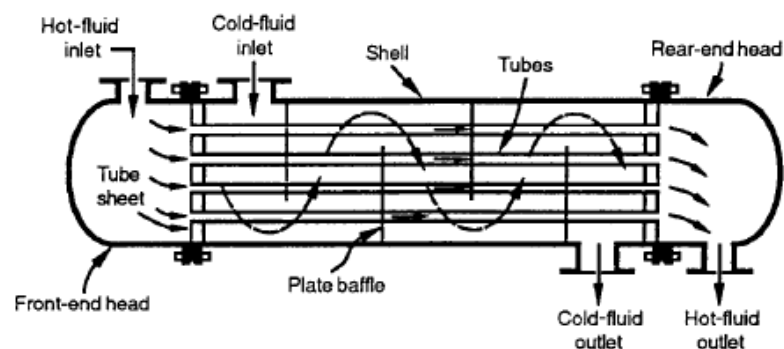 Hot-fluid
inlet
Cold-fluid
inlet
Shell
Tubes
Rear-end head
Tube
sheet
Front-end head
Plate baffle
Cold-fluid
outlet
Hot-fluid
outlet